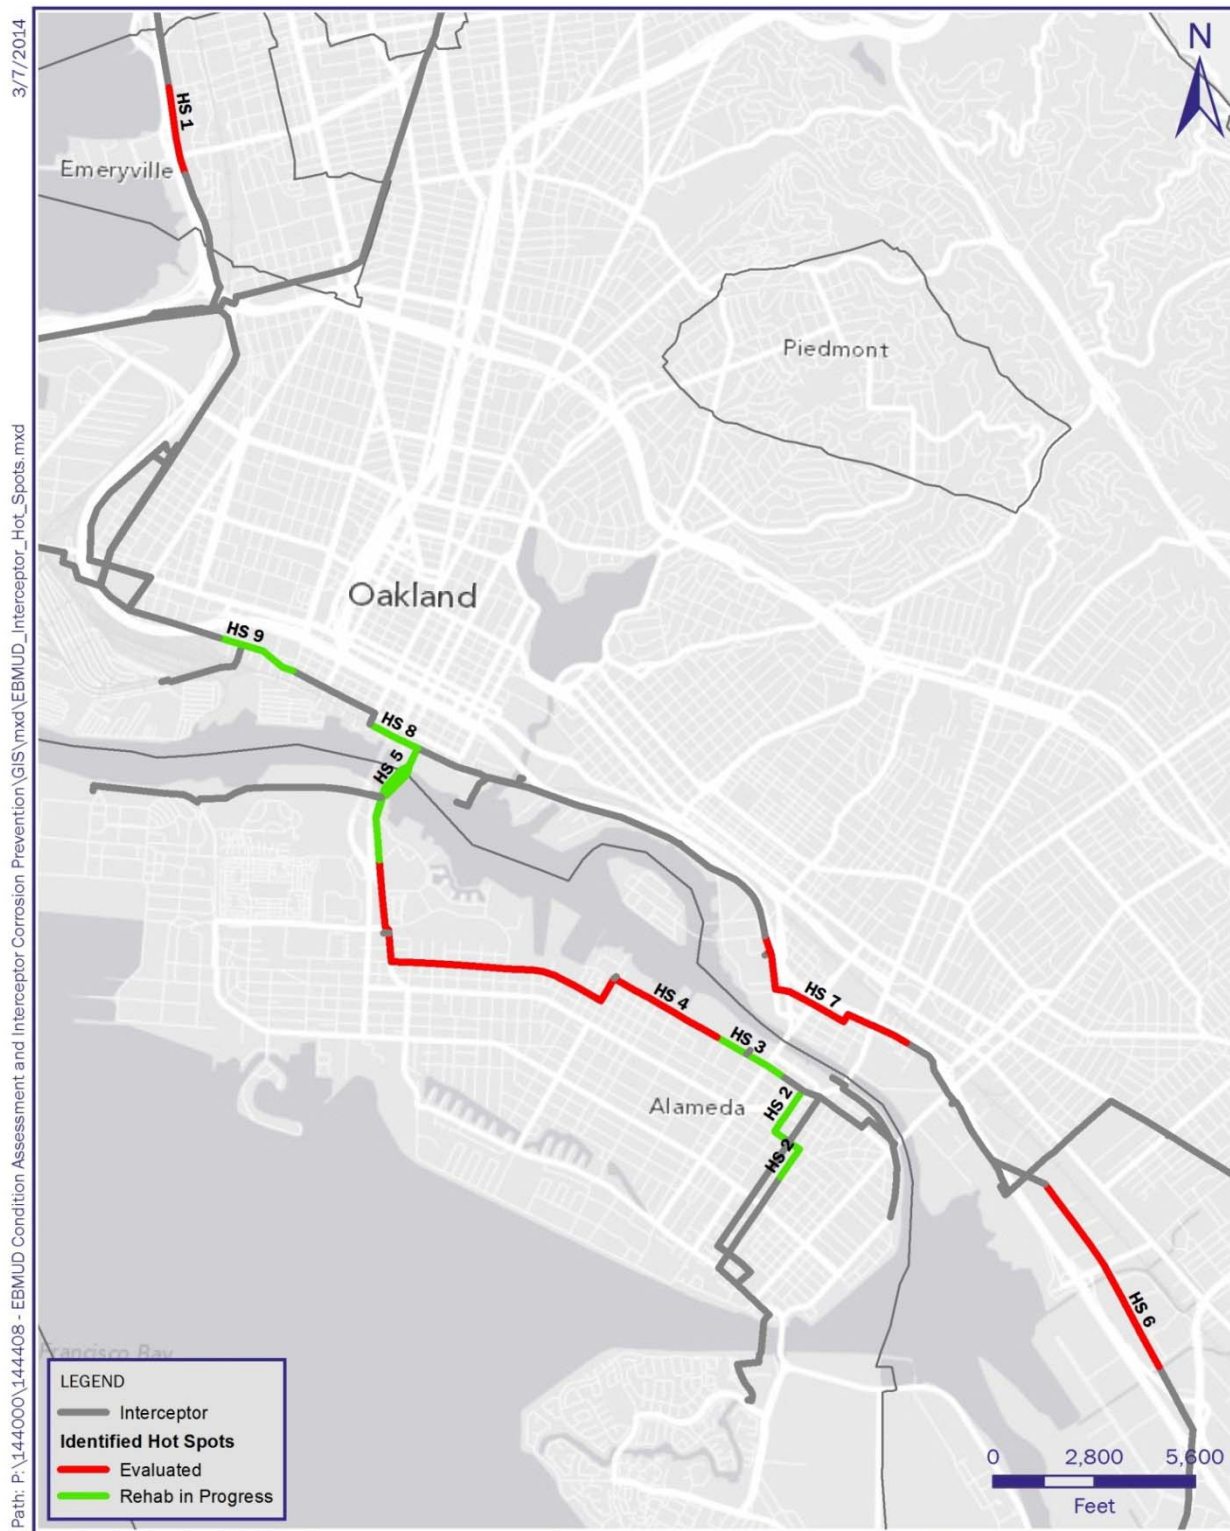 3/7/2014
Path: P:\144000\144408 - EBMUD Condition Assessment and Interceptor Corrosion Prevention\GIS\mxd\EBMUD_Interceptor_Hot_Spots.mxd
N
HS 1
Emeryville
Piedmont
Oakland
HS 9
HS 8
HS 5
HS 7
HS 4
HS 3
Alameda
HS 2
HS 2
HS 6
Francisco Bay
LEGEND
Interceptor
Identified Hot Spots
Evaluated
Rehab in Progress
0 2,800 5,600
Feet